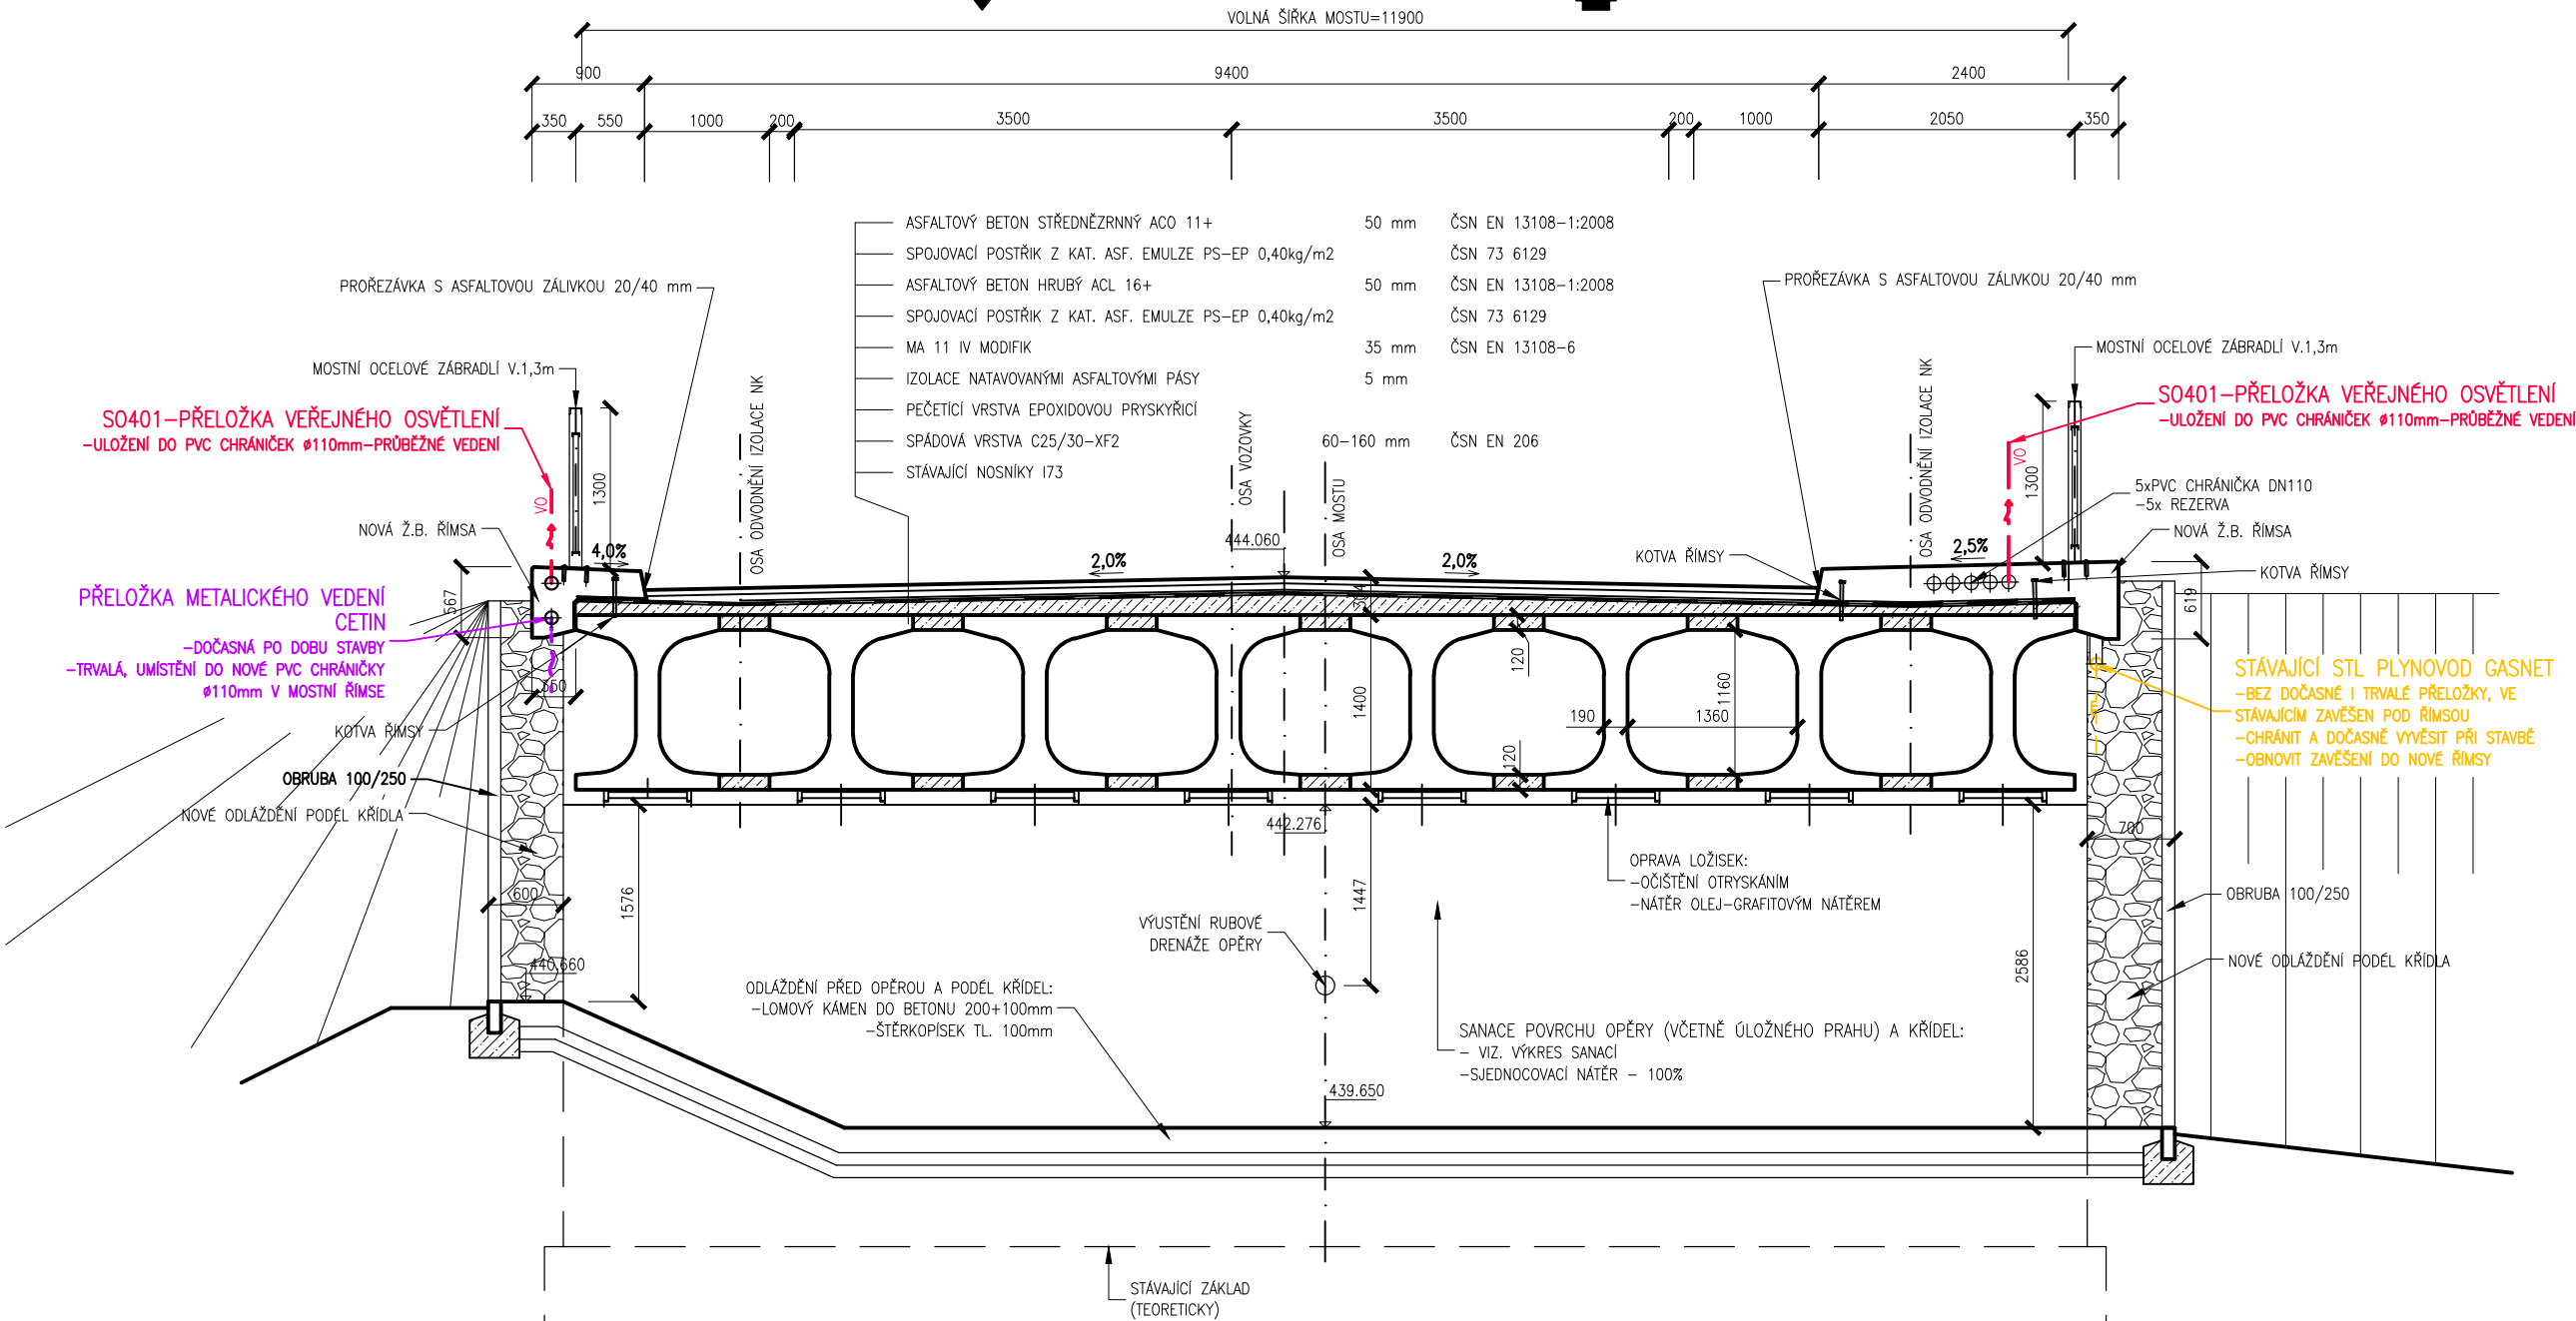 VOLNÁ ŠÍŘKA MOSTU=11900
900 9400 2400
350 550 1000 200 3500 3500 200 1000 2050 350
ASFALTOVÝ BETON STŘEDNĚZRNNÝ ACO 11+ 50 mm ČSN EN 13108-1:2008
SPOJOVACÍ POSTŘIK Z KAT. ASF. EMULZE PS-EP 0,40kg/m2 ČSN 73 6129
ASFALTOVÝ BETON HRUBÝ ACL 16+ 50 mm ČSN EN 13108-1:2008
SPOJOVACÍ POSTŘIK Z KAT. ASF. EMULZE PS-EP 0,40kg/m2 ČSN 73 6129
MA 11 IV MODIFIK 35 mm ČSN EN 13108-6
IZOLACE NATAVOVANÝMI ASFALTOVÝMI PÁSY 5 mm
PEČETÍCÍ VRSTVA EPOXIDOVOU PRYSKYŘICÍ
SPÁDOVÁ VRSTVA C25/30-XF2 60-160 mm ČSN EN 206
STÁVAJÍCÍ NOSNÍKY I73
PROŘEZÁVKA S ASFALTOVOU ZÁLIVKOU 20/40 mm
PROŘEZÁVKA S ASFALTOVOU ZÁLIVKOU 20/40 mm
MOSTNÍ OCELOVÉ ZÁBRADLÍ V.1,3m
MOSTNÍ OCELOVÉ ZÁBRADLÍ V.1,3m
SO401-PŘELOŽKA VEŘEJNÉHO OSVĚTLENÍ
-ULOŽENÍ DO PVC CHRÁNIČEK ø110mm-PRŮBĚŽNÉ VEDENÍ
SO401-PŘELOŽKA VEŘEJNÉHO OSVĚTLENÍ
-ULOŽENÍ DO PVC CHRÁNIČEK ø110mm-PRŮBĚŽNÉ VEDENÍ
VO
1300
OSA ODVODNĚNÍ IZOLACE NK
OSA VOZOVKY
OSA MOSTU
OSA ODVODNĚNÍ IZOLACE NK
VO
1300
5xPVC CHRÁNIČKA DN110
-5x REZERVA
NOVÁ Ž.B. ŘÍMSA
NOVÁ Ž.B. ŘÍMSA
4,0%
2,0%
444.060
2,0%
2,5%
KOTVA ŘÍMSY
KOTVA ŘÍMSY
567
619
PŘELOŽKA METALICKÉHO VEDENÍ
CETIN
-DOČASNÁ PO DOBU STAVBY
-TRVALÁ, UMÍSTĚNÍ DO NOVÉ PVC CHRÁNIČKY
ø110mm V MOSTNÍ ŘÍMSE
350
KOTVA ŘÍMSY
120
1400
1160
190
1360
120
STÁVAJÍCÍ STL PLYNOVOD GASNET
-BEZ DOČASNÉ I TRVALÉ PŘELOŽKY, VE
STÁVAJÍCÍM ZAVĚŠEN POD ŘÍMSOU
-CHRÁNIT A DOČASNĚ VYVĚSIT PŘI STAVBĚ
-OBNOVIT ZAVĚŠENÍ DO NOVÉ ŘÍMSY
OBRUBA 100/250
NOVÉ ODLÁŽDĚNÍ PODÉL KŘÍDLA
442.276
700
600
1576
1447
OPRAVA LOŽISEK:
-OČIŠTĚNÍ OTRYSKÁNÍM
-NÁTĚR OLEJ-GRAFITOVÝM NÁTĚREM
OBRUBA 100/250
VÝUSTĚNÍ RUBOVÉ
DRENÁŽE OPĚRY
2586
440.660
NOVÉ ODLÁŽDĚNÍ PODÉL KŘÍDLA
ODLÁŽDĚNÍ PŘED OPĚROU A PODÉL KŘÍDEL:
-LOMOVÝ KÁMEN DO BETONU 200+100mm
-ŠTĚRKOPÍSEK TL. 100mm
SANACE POVRCHU OPĚRY (VČETNĚ ÚLOŽNÉHO PRAHU) A KŘÍDEL:
- VIZ. VÝKRES SANACÍ
-SJEDNOCOVACÍ NÁTĚR - 100%
439.650
STÁVAJÍCÍ ZÁKLAD
(TEORETICKY)